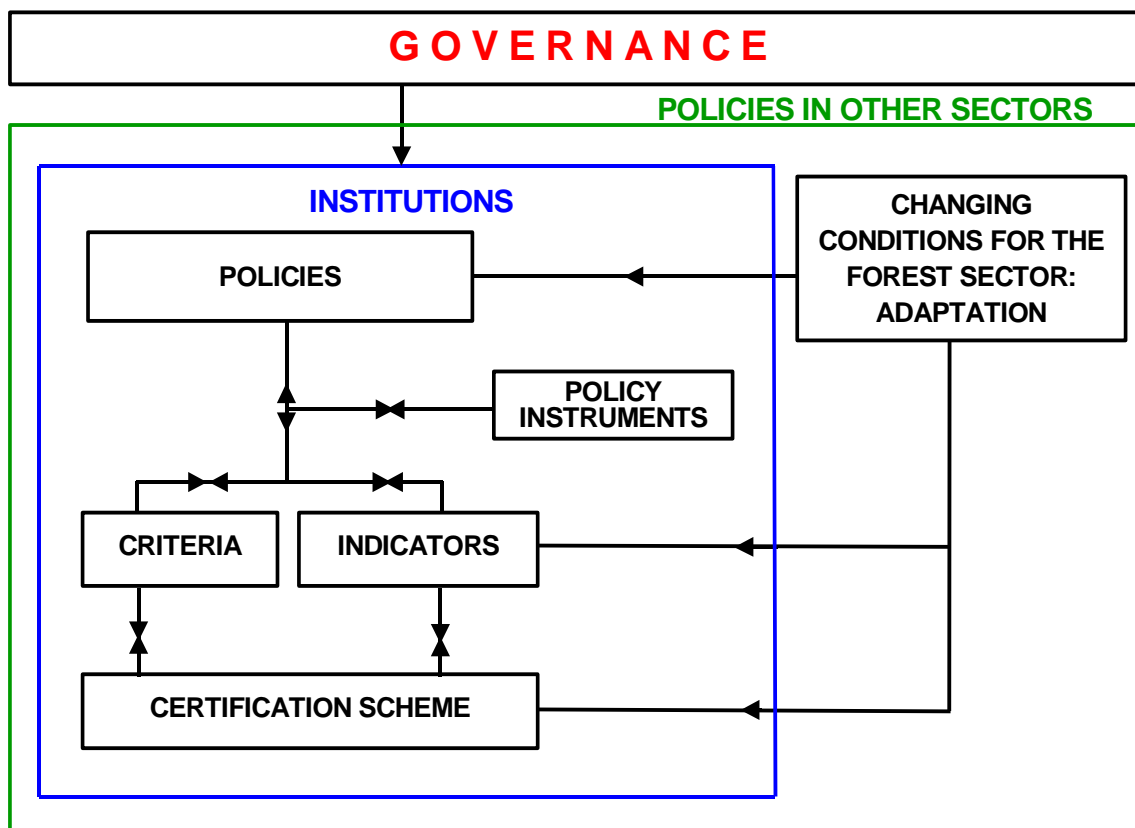 GOVERNANCE
POLICIES IN OTHER SECTORS
INSTITUTIONS
CHANGING
CONDITIONS FOR THE
FOREST SECTOR:
ADAPTATION
POLICIES
POLICY
INSTRUMENTS
CRITERIA
INDICATORS
CERTIFICATION SCHEME